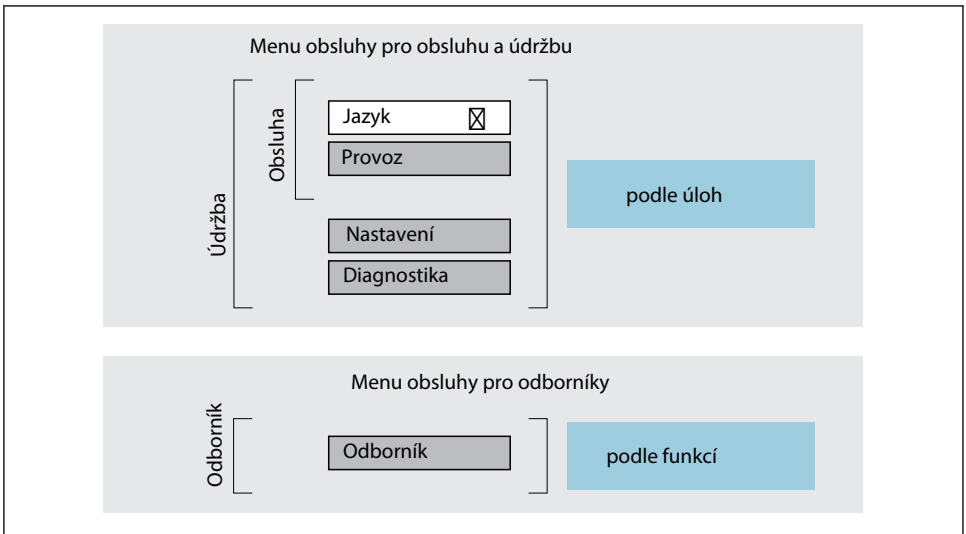 Menu obsluhy pro obsluhu a údržbu
Údržba
Obsluha
Jazyk
Provoz
Nastavení
Diagnostika
podle úloh
Menu obsluhy pro odborníky
Odborník
Odborník
podle funkcí